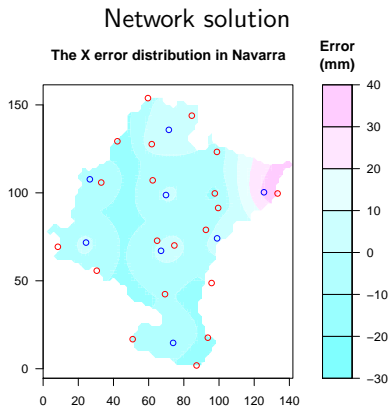 Network solution
The X error distribution in Navarra
Error
(mm)
150
100
50
0
0 20 40 60 80 100 120 140
40
30
20
10
0
−10
−20
−30